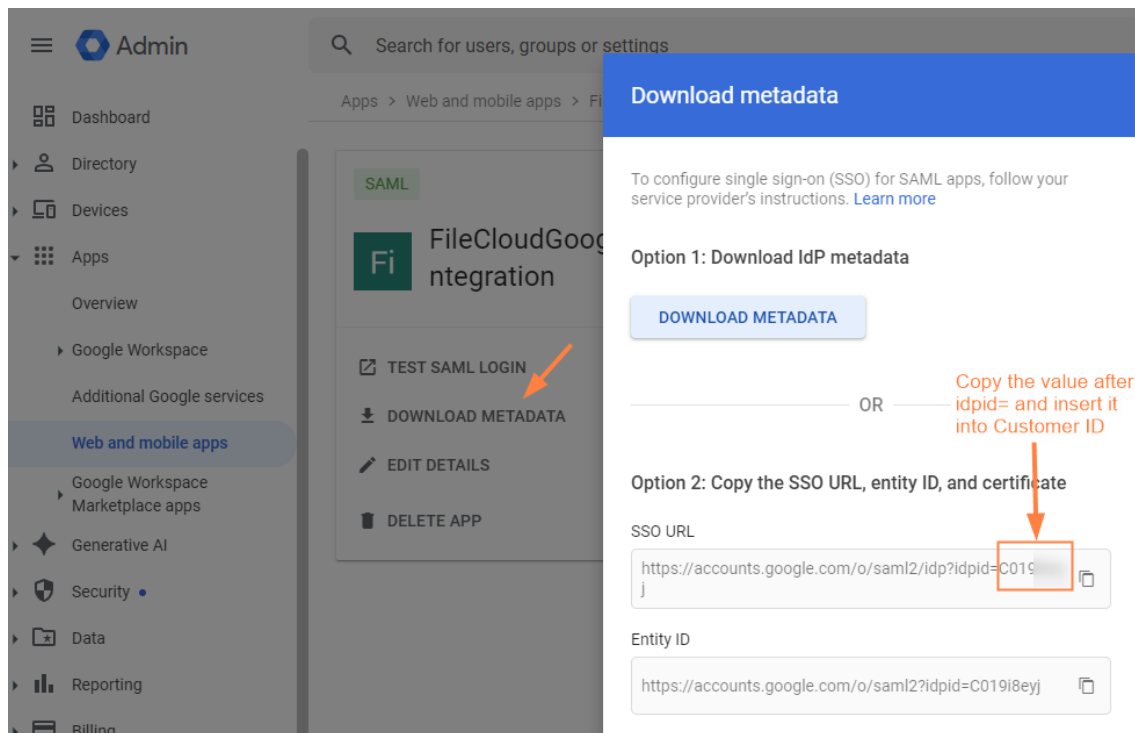 Admin
Search for users, groups or settings
Dashboard
Directory
Devices
Apps
Overview
Google Workspace
Additional Google services
Web and mobile apps
Google Workspace
Marketplace apps
Generative AI
Security
Data
Reporting
Billing
Apps > Web and mobile apps > Fi
SAML
Fi
FileCloudGoog
ntegration
TEST SAML LOGIN
DOWNLOAD METADATA
EDIT DETAILS
DELETE APP
Download metadata
To configure single sign-on (SSO) for SAML apps, follow your
service provider's instructions. Learn more
Option 1: Download IdP metadata
DOWNLOAD METADATA
OR
Copy the value after
idpid= and insert it
into Customer ID
Option 2: Copy the SSO URL, entity ID, and certificate
SSO URL
https://accounts.google.com/o/saml2/idp?idpid=C019
j
Entity ID
https://accounts.google.com/o/saml2?idpid=C019i8eyj